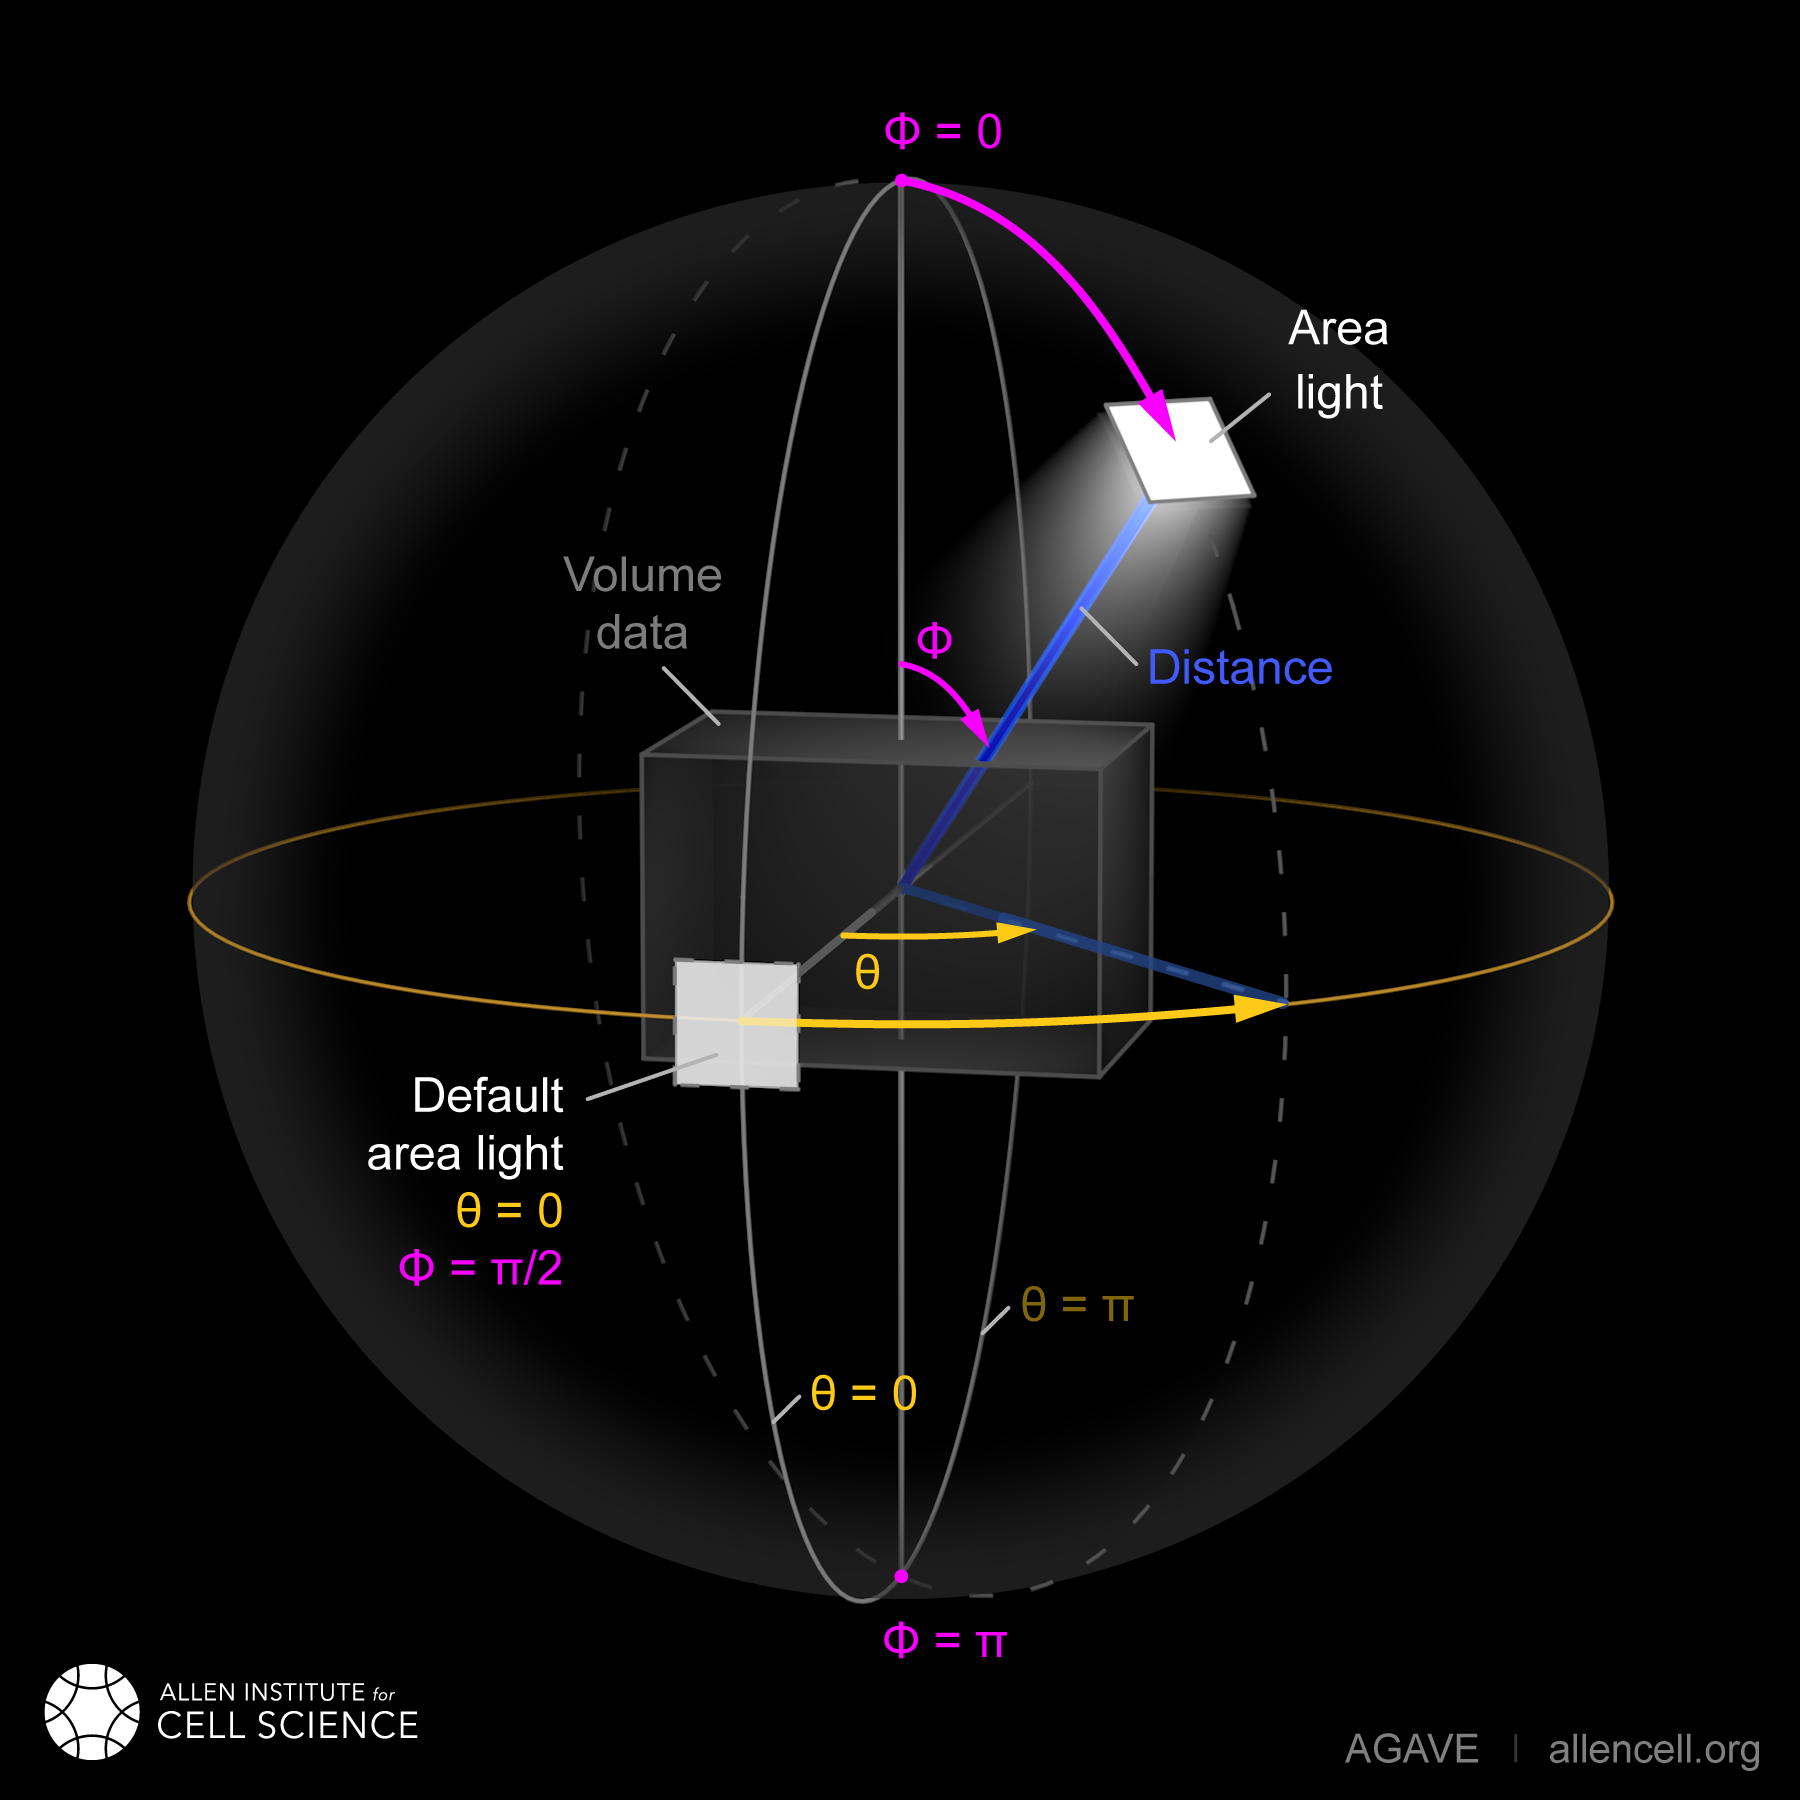 Φ = 0
Area
light
Volume
data
Φ
Distance
θ
Default
area light
θ = 0
Φ = π/2
θ = π
θ = 0
Φ = π
ALLEN INSTITUTE for
CELL SCIENCE
AGAVE | allencell.org